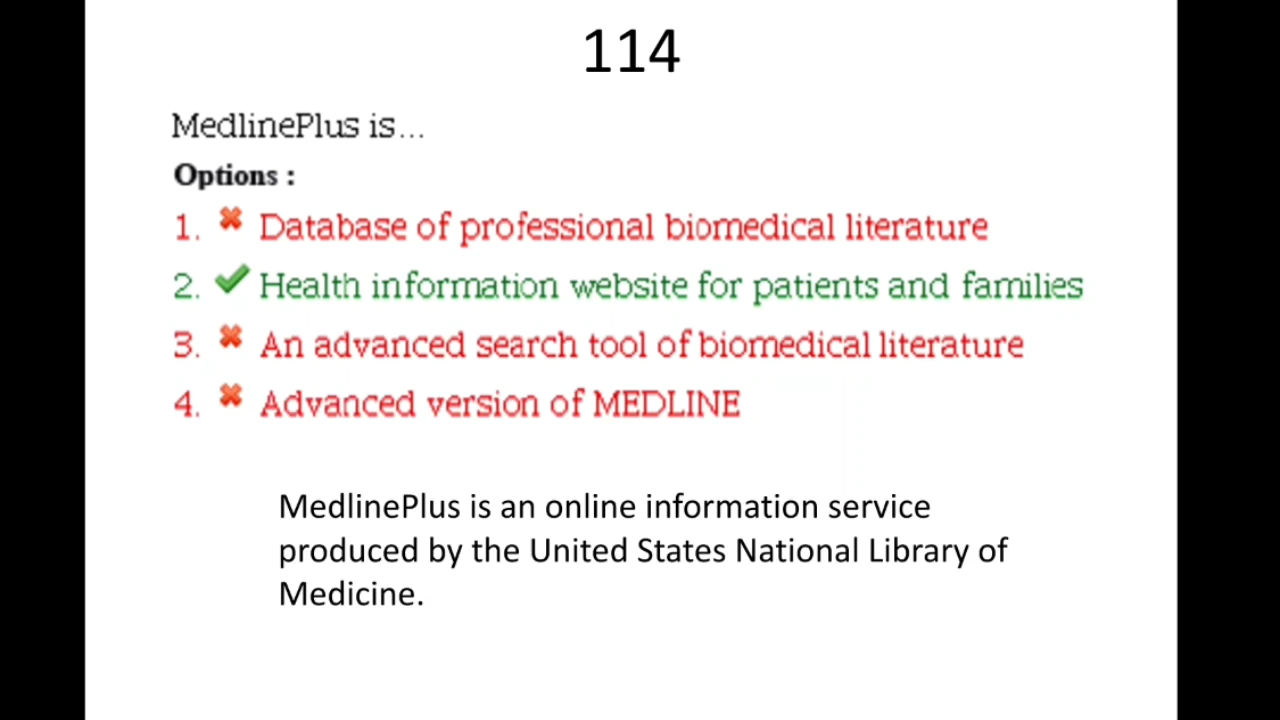 114
MedlinePlus is...
Options :
1. Database of professional biomedical literature
2. Health information website for patients and families
3. An advanced search tool of biomedical literature
4. Advanced version of MEDLINE
MedlinePlus is an online information service
produced by the United States National Library of
Medicine.